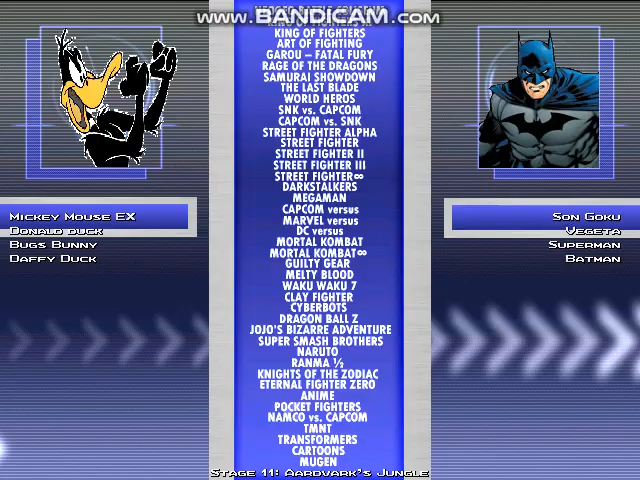 www.BANDICAM.com
KING OF FIGHTERS
ART OF FIGHTING
GAROU – FATAL FURY
RAGE OF THE DRAGONS
SAMURAI SHOWDOWN
THE LAST BLADE
WORLD HEROS
SNK vs. CAPCOM
CAPCOM vs. SNK
STREET FIGHTER ALPHA
STREET FIGHTER
STREET FIGHTER II
STREET FIGHTER III
STREET FIGHTER∞
DARKSTALKERS
MEGAMAN
CAPCOM versus
MARVEL versus
DC versus
MORTAL KOMBAT
MORTAL KOMBAT∞
GUILTY GEAR
MELTY BLOOD
WAKU WAKU 7
CLAY FIGHTER
CYBERBOTS
DRAGON BALL Z
JOJO'S BIZARRE ADVENTURE
SUPER SMASH BROTHERS
NARUTO
RANMA ½
KNIGHTS OF THE ZODIAC
ETERNAL FIGHTER ZERO
ANIME
POCKET FIGHTERS
NAMCO vs. CAPCOM
TMNT
TRANSFORMERS
CARTOONS
MUGEN
Mickey Mouse EX
Donald duck
Bugs Bunny
Daffy Duck
Son Goku
Vegeta
Superman
Batman
Stage 11: Aardvark's Jungle